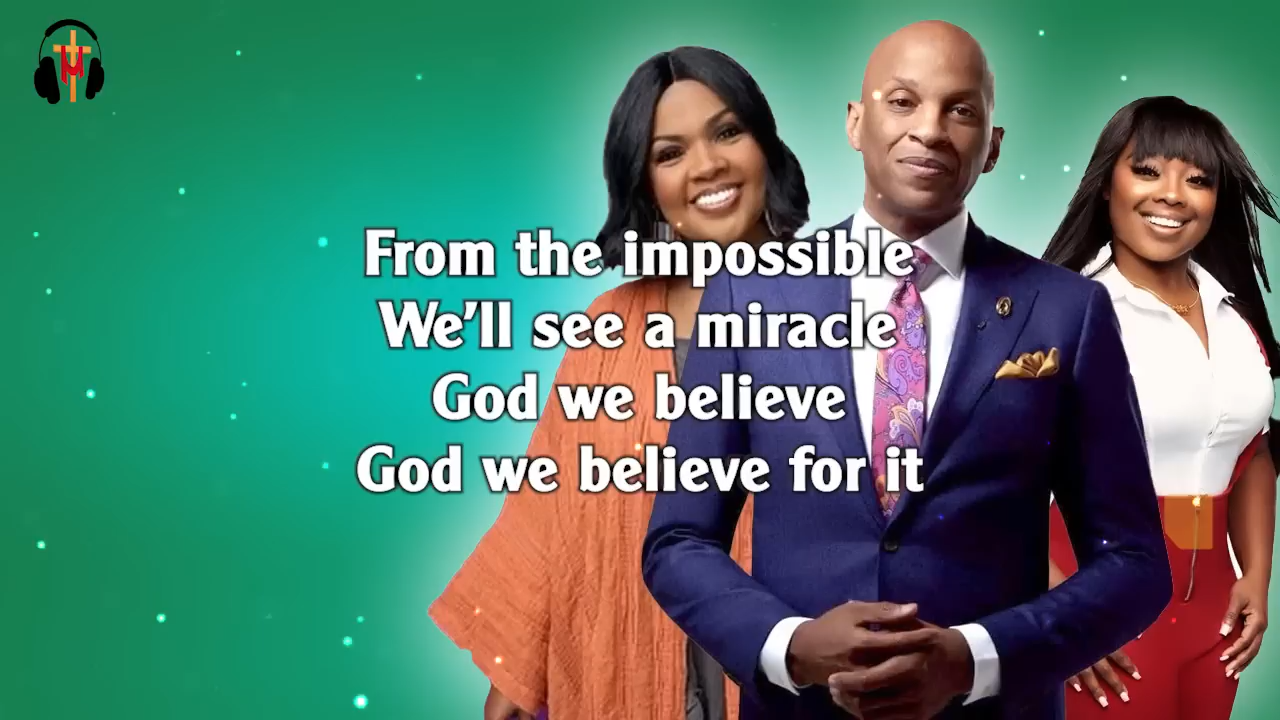 From the impossible
We'll see a miracle
God we believe
God we believe for it